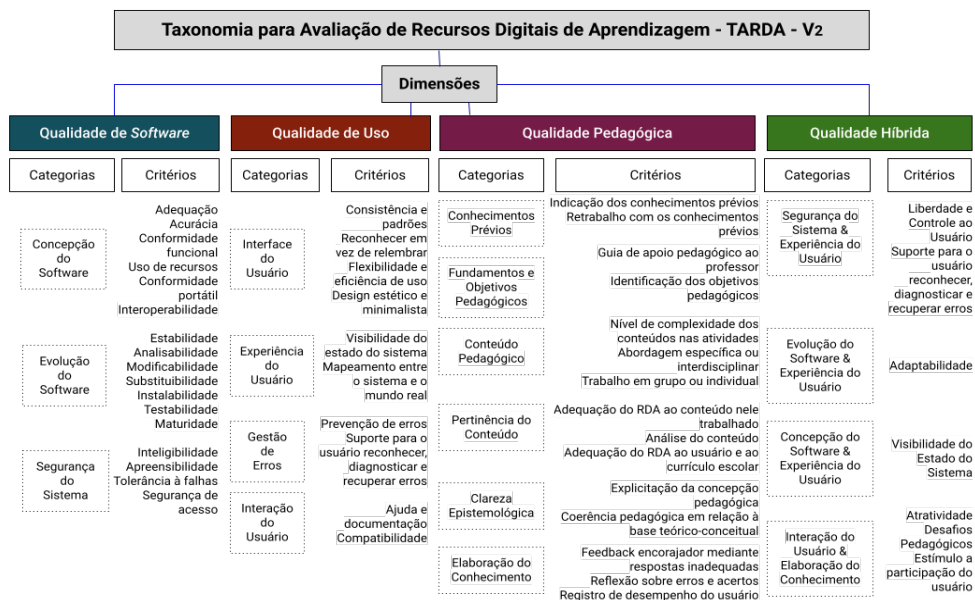 Taxonomia para Avaliação de Recursos Digitais de Aprendizagem - TARDA - V2
Dimensões
Qualidade de Software
Categorias
Critérios
Concepção
do
Software
Adequação
Acurácia
Conformidade
funcional
Uso de recursos
Conformidade
portátil
Interoperabilidade
Evolução
do
Software
Estabilidade
Analisabilidade
Modificabilidade
Substituibilidade
Instalabilidade
Testabilidade
Maturidade
Segurança
do
Sistema
Inteligibilidade
Apreensibilidade
Tolerância à falhas
Segurança de
acesso
Qualidade de Uso
Categorias
Critérios
Interface
do
Usuário
Consistência e
padrões
Reconhecer em
vez de relembrar
Flexibilidade e
eficiência de uso
Design estético e
minimalista
Experiência
do
Usuário
Visibilidade do
estado do sistema
Mapeamento entre
o sistema e o
mundo real
Gestão
de
Erros
Prevenção de erros
Suporte para o
usuário reconhecer,
diagnosticar e
recuperar erros
Interação
do
Usuário
Ajuda e
documentação
Compatibilidade
Qualidade Pedagógica
Categorias
Critérios
Conhecimentos
Prévios
Indicação dos conhecimentos prévios
Retrabalho com os conhecimentos
prévios
Fundamentos e
Objetivos
Pedagógicos
Guia de apoio pedagógico ao
professor
Identificação dos objetivos
pedagógicos
Conteúdo
Pedagógico
Nível de complexidade dos
conteúdos nas atividades
Abordagem específica ou
interdisciplinar
Trabalho em grupo ou individual
Pertinência do
Conteúdo
Adequação do RDA ao conteúdo nele
trabalhado
Análise do conteúdo
Adequação do RDA ao usuário e ao
currículo escolar
Clareza
Epistemológica
Explicitação da concepção
pedagógica
Coerência pedagógica em relação à
base teórico-conceitual
Elaboração do
Conhecimento
Feedback encorajador mediante
respostas inadequadas
Reflexão sobre erros e acertos
Registro de desempenho do usuário
Qualidade Híbrida
Categorias
Critérios
Segurança do
Sistema &
Experiência do
Usuário
Liberdade e
Controle ao
Usuário
Suporte para o
usuário
reconhecer,
diagnosticar e
recuperar erros
Evolução do
Software &
Experiência do
Usuário
Adaptabilidade
Concepção do
Software &
Experiência do
Usuário
Visibilidade do
Estado do
Sistema
Interação do
Usuário &
Elaboração do
Conhecimento
Atratividade
Desafios
Pedagógicos
Estímulo a
participação do
usuário